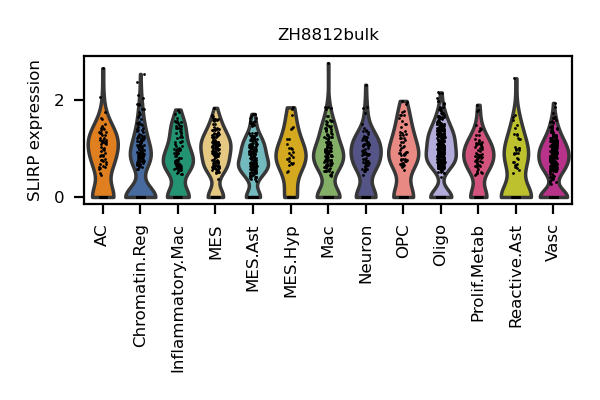 ZH8812bulk
SLIRP expression
2
0
AC
Chromatin.Reg
Inflammatory.Mac
MES
MES.Ast
MES.Hyp
Mac
Neuron
OPC
Oligo
Prolif.Metab
Reactive.Ast
Vasc